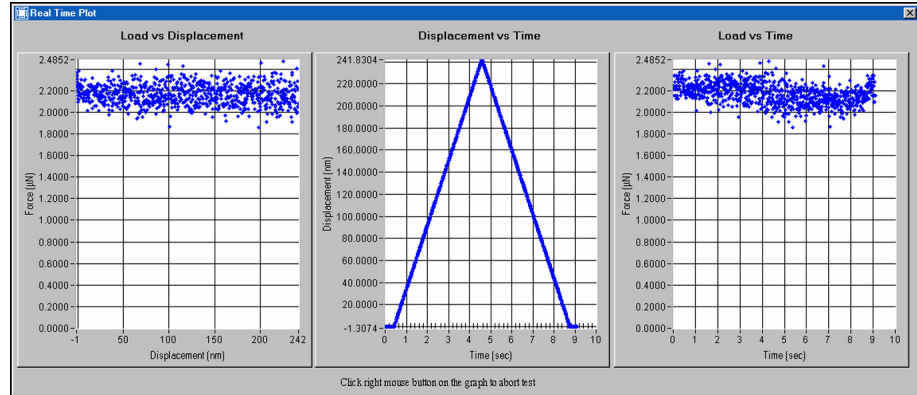 Real Time Plot
Load vs Displacement
2.4852
2.2000
2.0000
1.6000
1.4000
1.2000
1.0000
0.8000
0.6000
0.4000
0.2000
0.0000
Force (µN)
-1 50 100 150 200 242
Displacement (nm)
Displacement vs Time
241.8304
200.0000
180.0000
160.0000
140.0000
120.0000
100.0000
80.0000
60.0000
40.0000
20.0000
-1.3074
Displacement (nm)
0 1 2 3 4 5 6 7 8 9 10
Time (sec)
Load vs Time
2.4852
2.2000
2.0000
1.6000
1.4000
1.2000
1.0000
0.8000
0.6000
0.4000
0.2000
0.0000
Force (µN)
0 1 2 3 4 5 6 7 8 9 10
Time (sec)
Click right mouse button on the graph to abort test